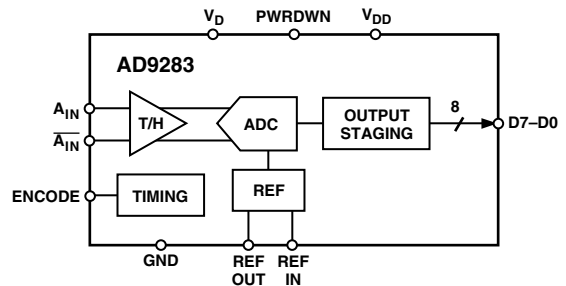 V_D PWRDWN V_DD
AD9283
A_IN
A̅_I̅N̅
T/H
ADC
OUTPUT
STAGING
8
D7–D0
ENCODE
TIMING
REF
GND
REF
OUT
REF
IN